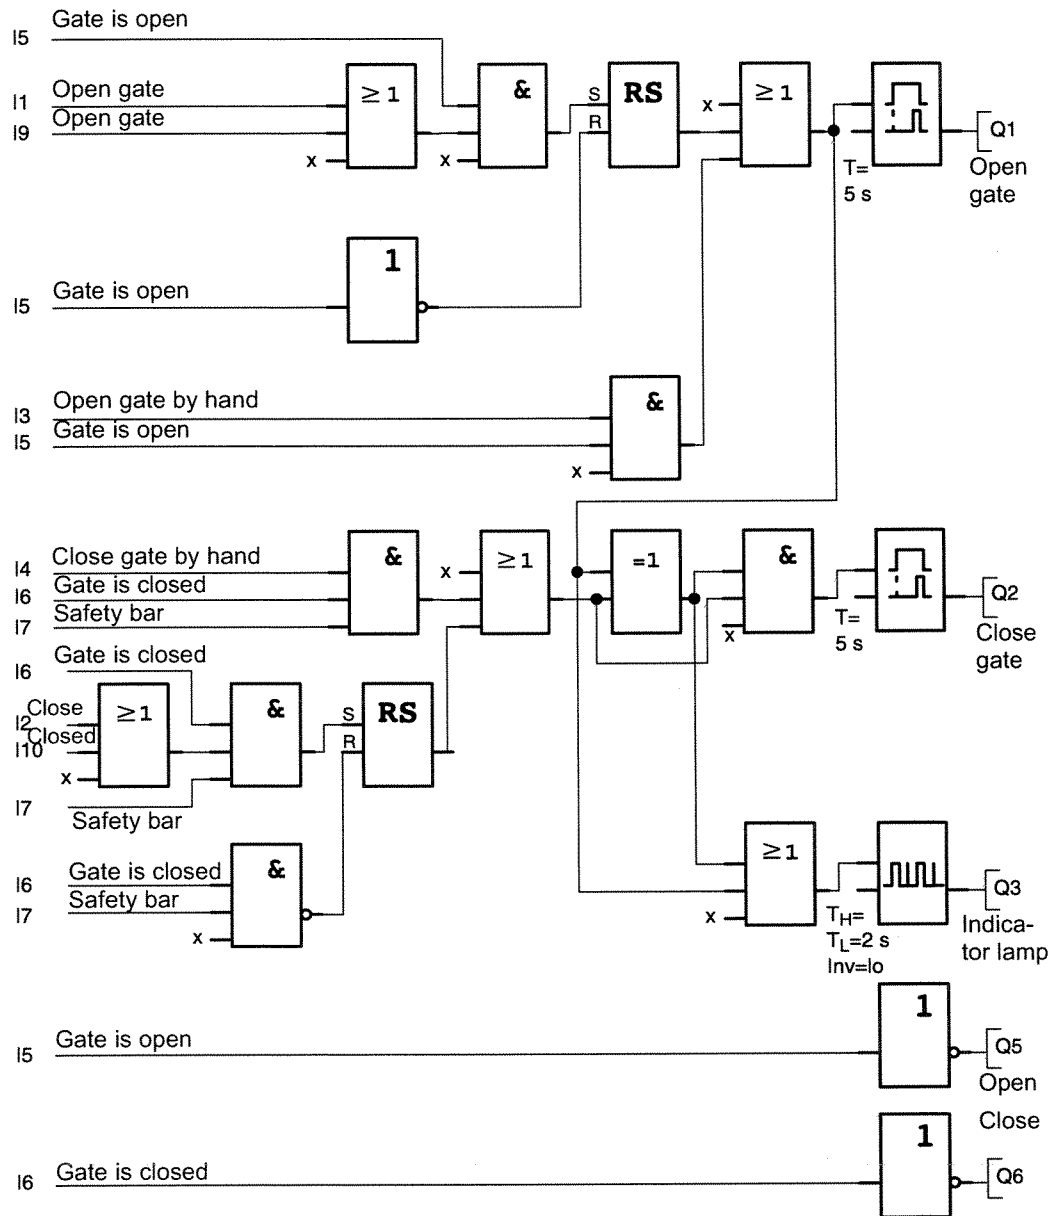 Gate is open
I5
≥1
&
RS
≥1
Open gate
I1
S
x
Open gate
I9
R
Q1
x
x
T=
5 s
Open
gate
1
Gate is open
I5
Open gate by hand
I3
&
Gate is open
I5
x
Close gate by hand
I4
&
x
≥1
=1
&
Gate is closed
I6
Q2
Safety bar
I7
x
T=
5 s
Close
gate
Gate is closed
I6
Close
I2
≥1
&
S
RS
Closed
I10
R
x
I7
Safety bar
≥1
Gate is closed
I6
&
Q3
Safety bar
I7
x
x
TH=
TL=2 s
Inv=lo
Indica-
tor lamp
1
Gate is open
I5
Q5
Open
Close
1
Gate is closed
I6
Q6